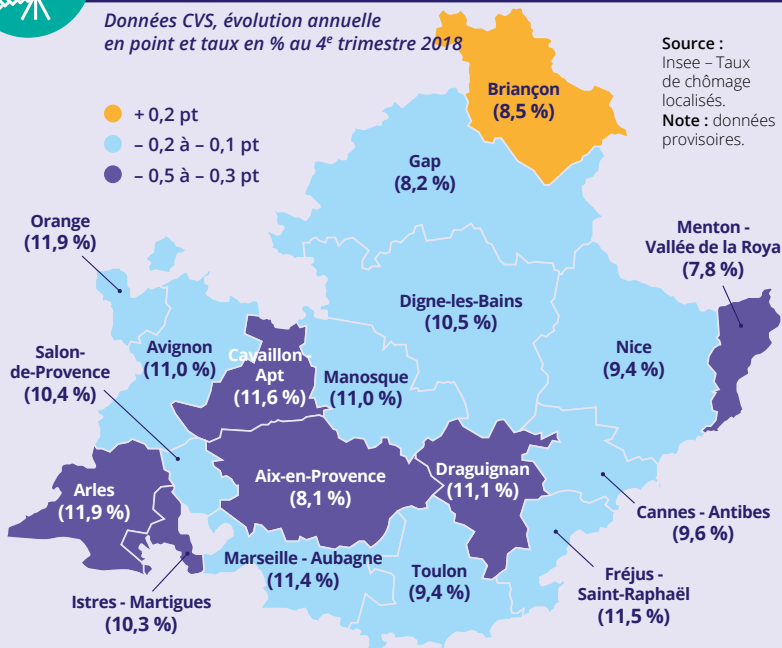 Données CVS, évolution annuelle
en point et taux en % au 4e trimestre 2018
+ 0,2 pt
– 0,2 à – 0,1 pt
– 0,5 à – 0,3 pt
Source :
Insee – Taux
de chômage
localisés.
Note : données
provisoires.
Briançon
(8,5 %)
Gap
(8,2 %)
Orange
(11,9 %)
Menton -
Vallée de la Roya
(7,8 %)
Digne-les-Bains
(10,5 %)
Nice
(9,4 %)
Avignon
(11,0 %)
Salon-
de-Provence
(10,4 %)
Cavaillon -
Apt
(11,6 %)
Manosque
(11,0 %)
Aix-en-Provence
(8,1 %)
Draguignan
(11,1 %)
Arles
(11,9 %)
Cannes - Antibes
(9,6 %)
Marseille - Aubagne
(11,4 %)
Toulon
(9,4 %)
Fréjus -
Saint-Raphaël
(11,5 %)
Istres - Martigues
(10,3 %)